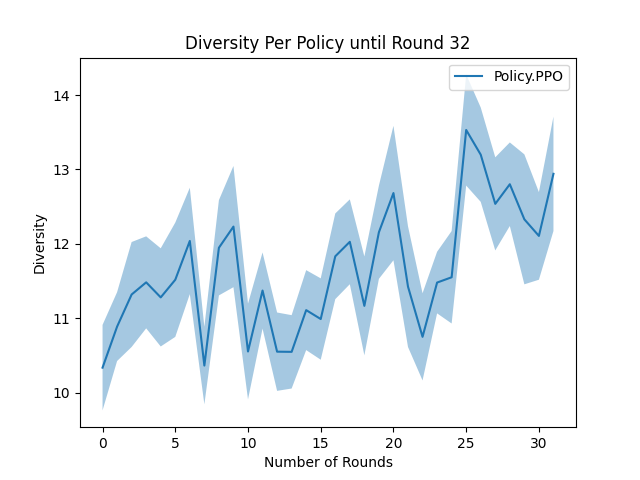 Diversity Per Policy until Round 32
Policy.PPO
14
13
12
11
10
Diversity
0 5 10 15 20 25 30
Number of Rounds